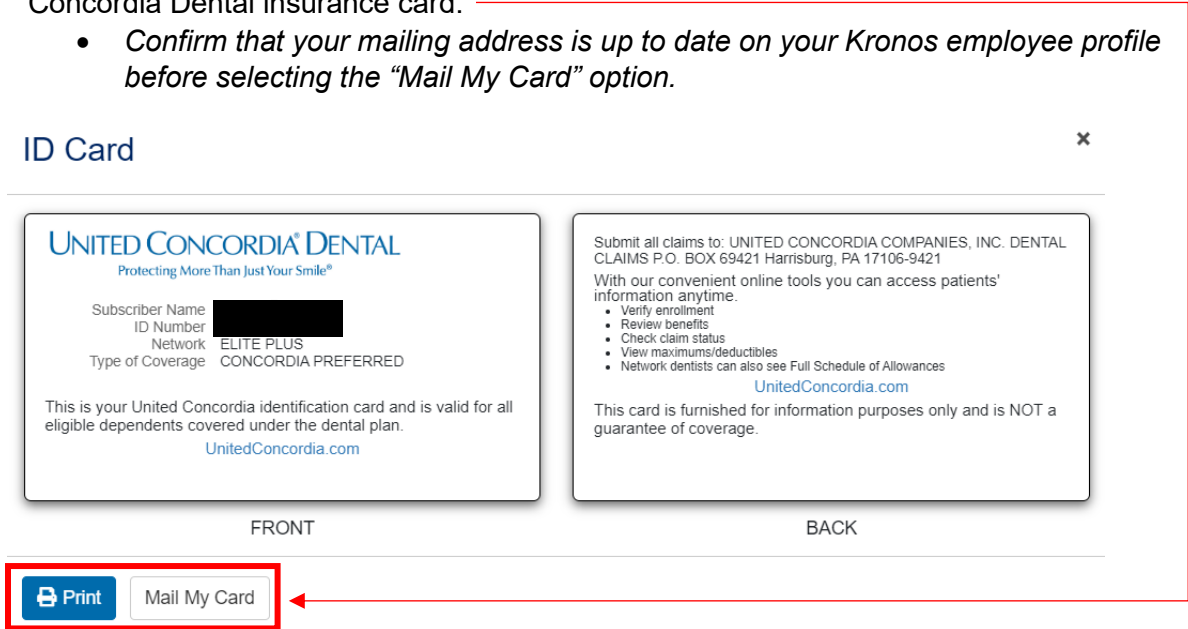 Concordia Dental insurance card.
• Confirm that your mailing address is up to date on your Kronos employee profile
before selecting the “Mail My Card” option.
ID Card
×
UNITED CONCORDIA® DENTAL
Protecting More Than Just Your Smile®
Subscriber Name
ID Number
Network ELITE PLUS
Type of Coverage CONCORDIA PREFERRED
This is your United Concordia identification card and is valid for all
eligible dependents covered under the dental plan.
UnitedConcordia.com
FRONT
Submit all claims to: UNITED CONCORDIA COMPANIES, INC. DENTAL
CLAIMS P.O. BOX 69421 Harrisburg, PA 17106-9421
With our convenient online tools you can access patients'
information anytime.
• Verify enrollment
• Review benefits
• Check claim status
• View maximums/deductibles
• Network dentists can also see Full Schedule of Allowances
UnitedConcordia.com
This card is furnished for information purposes only and is NOT a
guarantee of coverage.
BACK
Print
Mail My Card